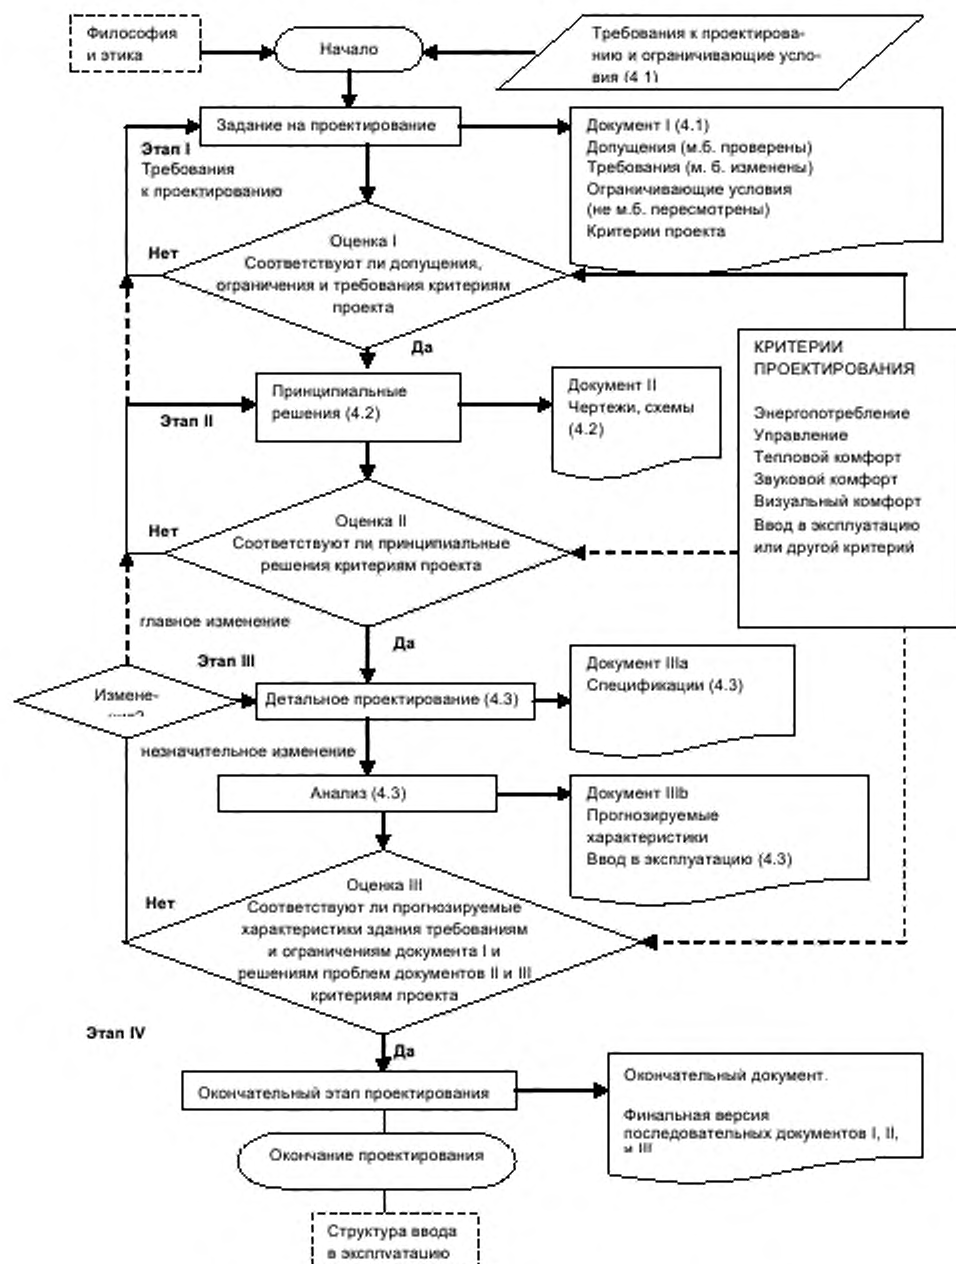 Философия
и этика
Начало
Требования к проектирова-
нию и ограничивающие усло-
вия (4.1)
Задание на проектирование
Этап I
Требования
к проектированию
Документ I (4.1)
Допущения (м.б. проверены)
Требования (м. б. изменены)
Ограничивающие условия
(не м.б. пересмотрены)
Критерии проекта
Нет
Оценка I
Соответствуют ли допущения,
ограничения и требования критериям
проекта
Да
КРИТЕРИИ
ПРОЕКТИРОВАНИЯ
Энергопотребление
Управление
Тепловой комфорт
Звуковой комфорт
Визуальный комфорт
Ввод в эксплуатацию
или другой критерий
Этап II
Принципиальные
решения (4.2)
Документ II
Чертежи, схемы
(4.2)
Нет
Оценка II
Соответствуют ли принципиальные
решения критериям проекта
главное изменение
Да
Этап III
Измене-
Детальное проектирование (4.3)
Документ IIIa
Спецификации (4.3)
незначительное изменение
Анализ (4.3)
Документ IIIb
Прогнозируемые
характеристики
Ввод в эксплуатацию (4.3)
Нет
Оценка III
Соответствуют ли прогнозируемые
характеристики здания требованиям
и ограничениям документа I и
решениям проблем документов II и III
критериям проекта
Этап IV
Да
Окончательный этап проектирования
Окончательный документ.
Финальная версия
последовательных документов I, II,
и III
Окончание проектирования
Структура ввода
в эксплуатацию